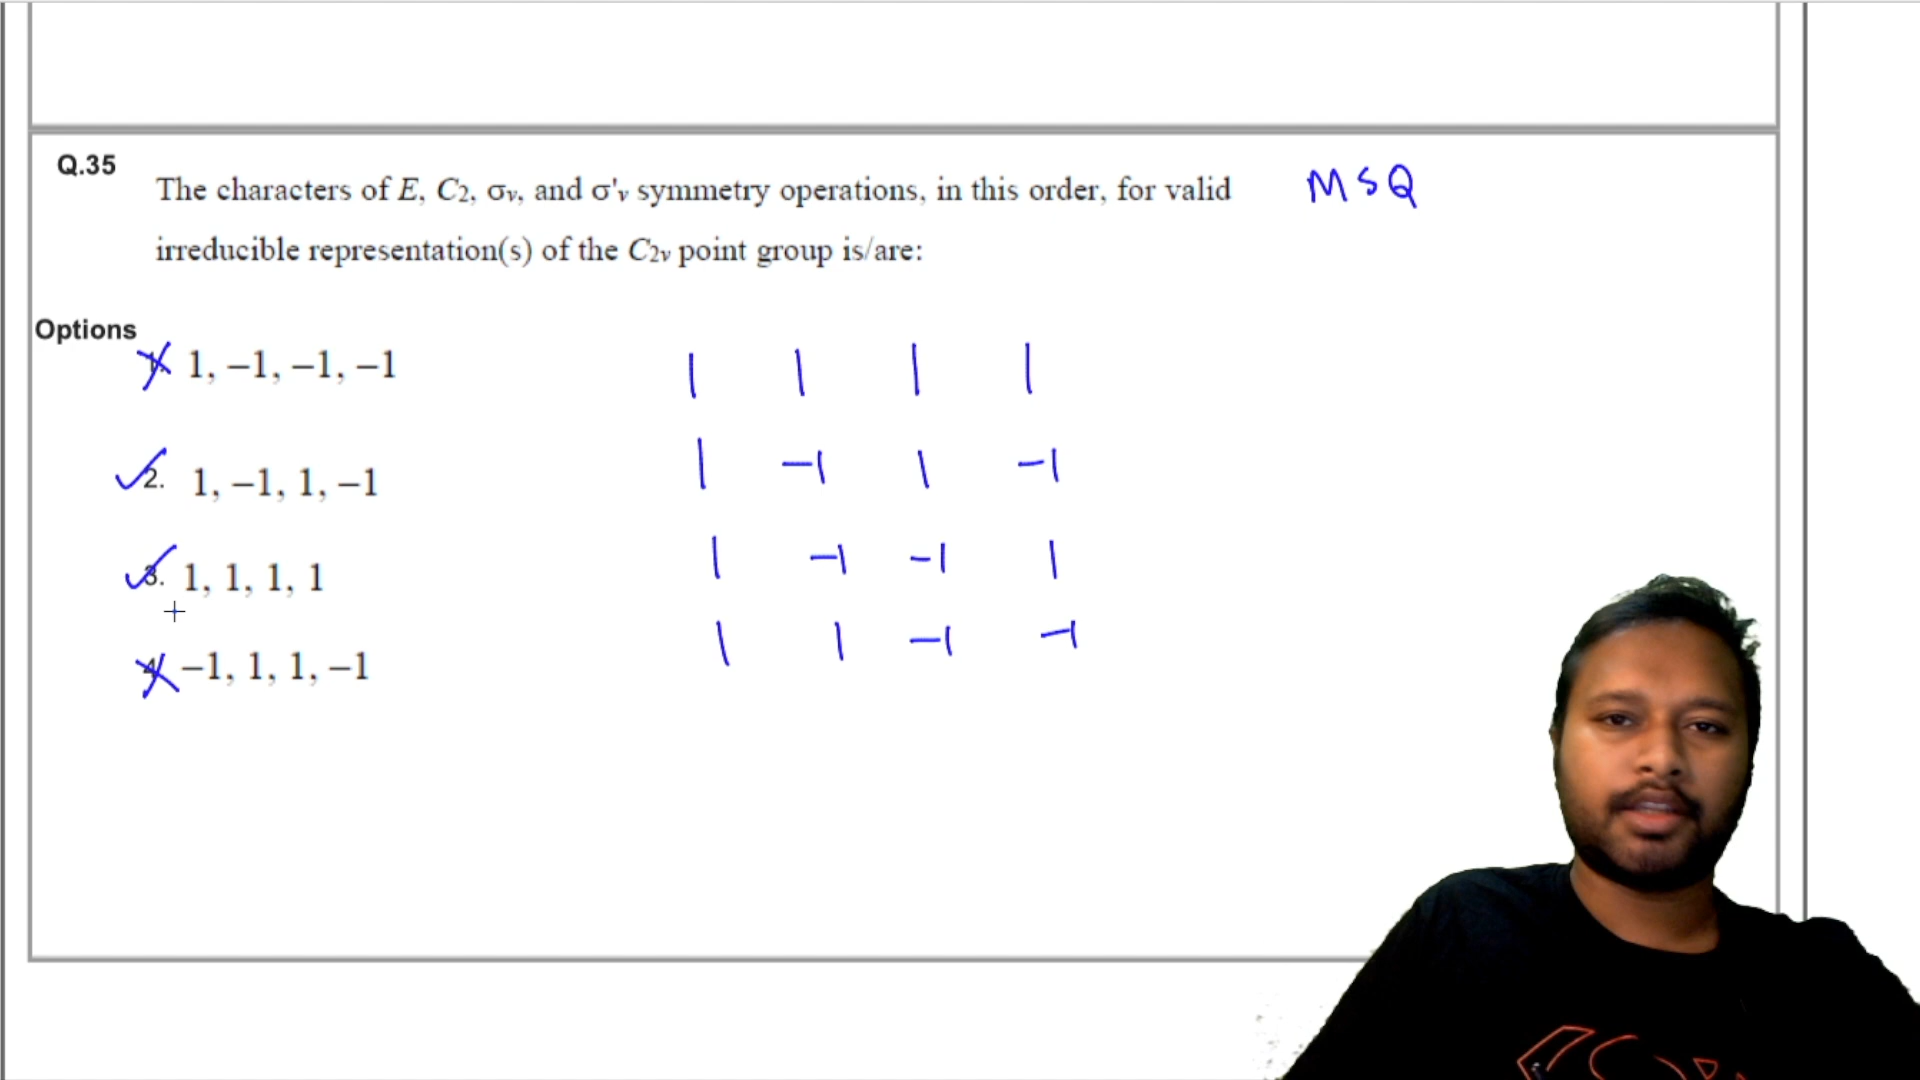 Q.35
The characters of E, C2, σv, and σ'v symmetry operations, in this order, for valid
MSQ
irreducible representation(s) of the C2v point group is/are:
Options
1, −1, −1, −1
1 1 1 1
2. 1, −1, 1, −1
1 −1 1 −1
3. 1, 1, 1, 1
1 −1 −1 1
1 1 −1 −1
−1, 1, 1, −1